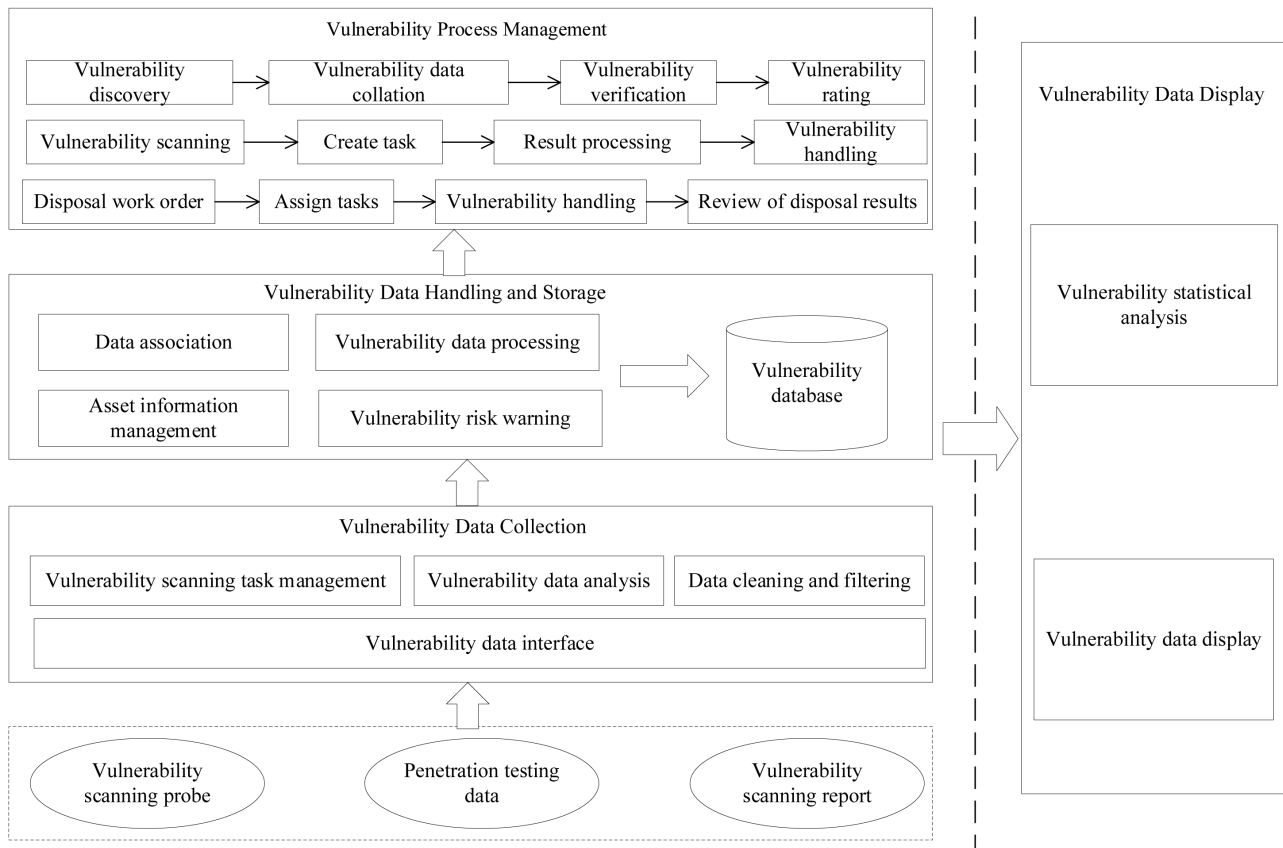 Vulnerability Process Management
Vulnerability
discovery
Vulnerability data
collation
Vulnerability
verification
Vulnerability
rating
Vulnerability scanning
Create task
Result processing
Vulnerability
handling
Disposal work order
Assign tasks
Vulnerability handling
Review of disposal results
Vulnerability Data Handling and Storage
Data association
Vulnerability data processing
Asset information
management
Vulnerability risk warning
Vulnerability
database
Vulnerability Data Collection
Vulnerability scanning task management
Vulnerability data analysis
Data cleaning and filtering
Vulnerability data interface
Vulnerability
scanning probe
Penetration testing
data
Vulnerability
scanning report
Vulnerability Data Display
Vulnerability statistical
analysis
Vulnerability data display